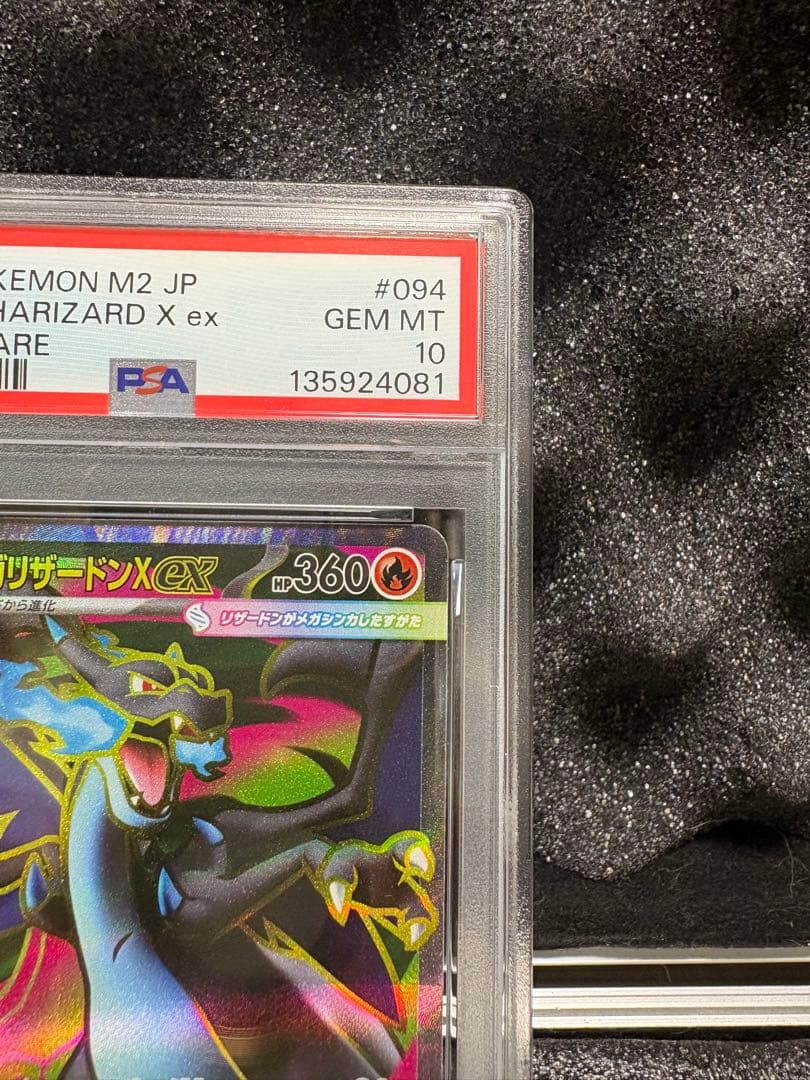 KEMON M2 JP #094
HARIZARD X ex GEM MT
ARE 10
PSA 135924081
ガリザードンXex HP360
から進化
リザードンがメガシンカしたすがた